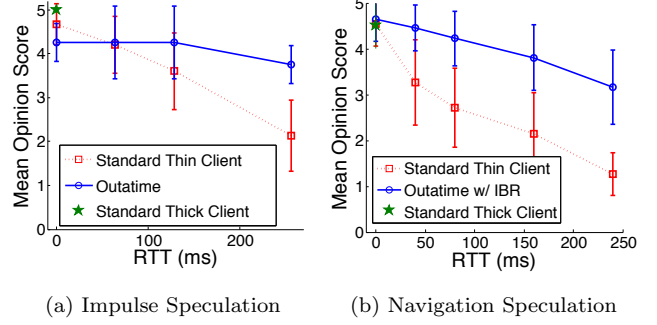 5
4
3
2
1
0
100
200
RTT (ms)
Mean Opinion Score
Standard Thin Client
Outatime
Standard Thick Client
(a) Impulse Speculation
5
4
3
2
1
0
0
50
100
150
200
250
RTT (ms)
Mean Opinion Score
Standard Thin Client
Outatime w/ IBR
Standard Thick Client
(b) Navigation Speculation